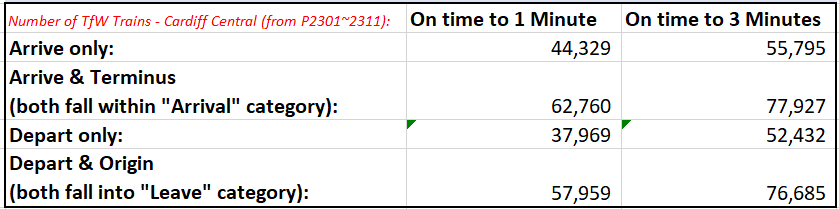 Number of TfW Trains - Cardiff Central (from P2301~2311): On time to 1 Minute On time to 3 Minutes
Arrive only: 44,329 55,795
Arrive & Terminus
(both fall within "Arrival" category): 62,760 77,927
Depart only: 37,969 52,432
Depart & Origin
(both fall into "Leave" category): 57,959 76,685